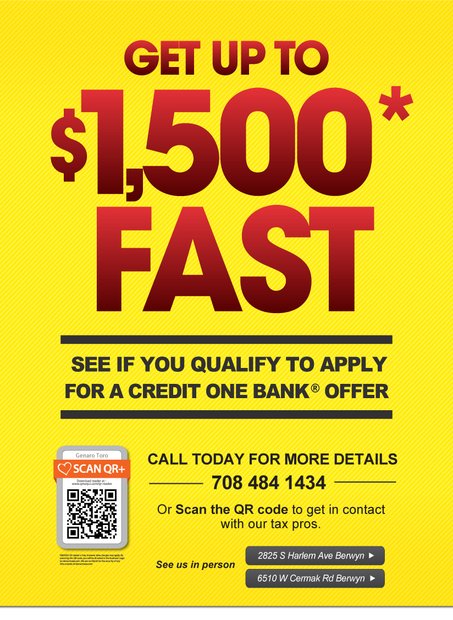 GET UP TO
$1,500*
FAST
SEE IF YOU QUALIFY TO APPLY
FOR A CREDIT ONE BANK® OFFER
Genaro Toro
SCAN QR+
CALL TODAY FOR MORE DETAILS
708 484 1434
Or Scan the QR code to get in contact
with our tax pros.
See us in person
2825 S Harlem Ave Berwyn ▶
6510 W Cermak Rd Berwyn ▶